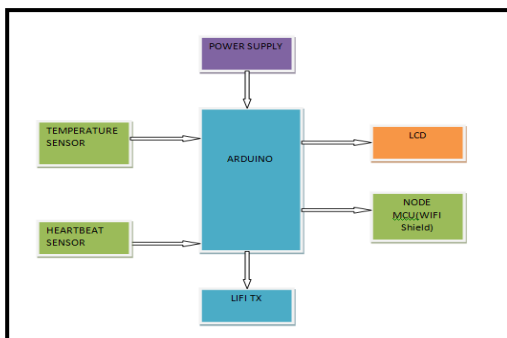 POWER SUPPLY
TEMPERATURE
SENSOR
ARDUINO
LCD
HEARTBEAT
SENSOR
NODE
MCU(WIFI
Shield)
LIFI TX